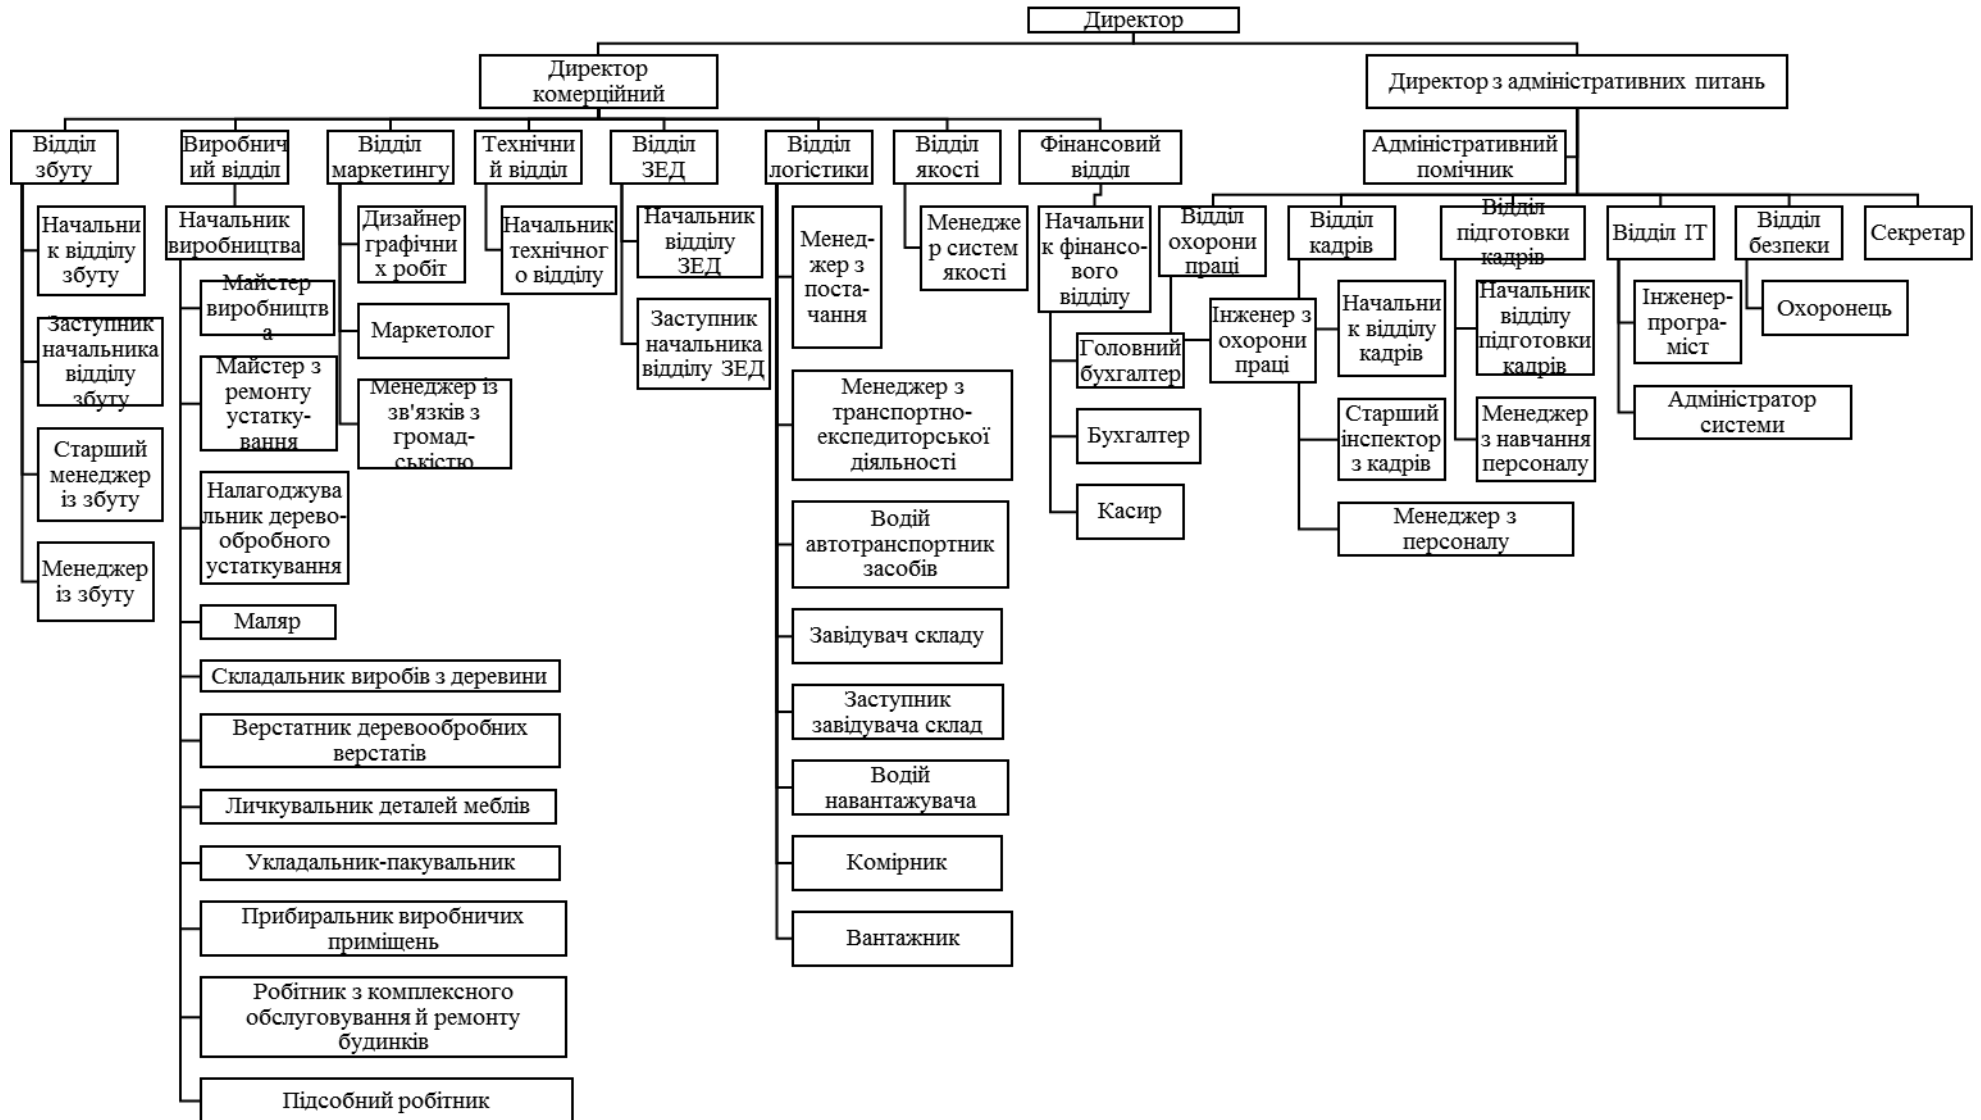 Директор
Директор
комерційний
Директор з адміністративних питань
Відділ
збуту
Виробнич
ий відділ
Відділ
маркетингу
Технічни
й відділ
Відділ
ЗЕД
Відділ
логістики
Відділ
якості
Фінансовий
відділ
Адміністративний
помічник
Начальни
к відділу
збуту
Заступник
начальника
відділу
збуту
Старший
менеджер
із збуту
Менеджер
із збуту
Начальник
виробництва
Майстер
виробництв
а
Майстер з
ремонту
устатку-
вання
Налагоджува
льник дерево-
обробного
устаткування
Маляр
Складальник виробів з деревини
Верстатник деревообробних
верстатів
Личкувальник деталей меблів
Укладальник-пакувальник
Прибиральник виробничих
приміщень
Робітник з комплексного
обслуговування й ремонту
будинків
Підсобний робітник
Дизайнер
графічни
х робіт
Маркетолог
Менеджер із
зв'язків з
громад-
ськістю
Начальник
технічног
о відділу
Начальник
відділу
ЗЕД
Заступник
начальника
відділу ЗЕД
Менед-
жер з
поста-
чання
Менеджер з
транспортно-
експедиторської
діяльності
Водій
автотранспортник
засобів
Завідувач складу
Заступник
завідувача склад
Водій
навантажувача
Комірник
Вантажник
Менедже
р систем
якості
Начальни
к фінансо-
вого
відділу
Головний
бухгалтер
Бухгалтер
Касир
Відділ
охорони
праці
Інженер з
охорони
праці
Відділ
кадрів
Начальни
к відділу
кадрів
Старший
інспектор
з кадрів
Менеджер з
персоналу
Відділ
підготовки
кадрів
Начальник
відділу
підготовки
кадрів
Менеджер
з навчання
персоналу
Відділ ІТ
Інженер-
програ-
міст
Адміністратор
системи
Відділ
безпеки
Охоронець
Секретар